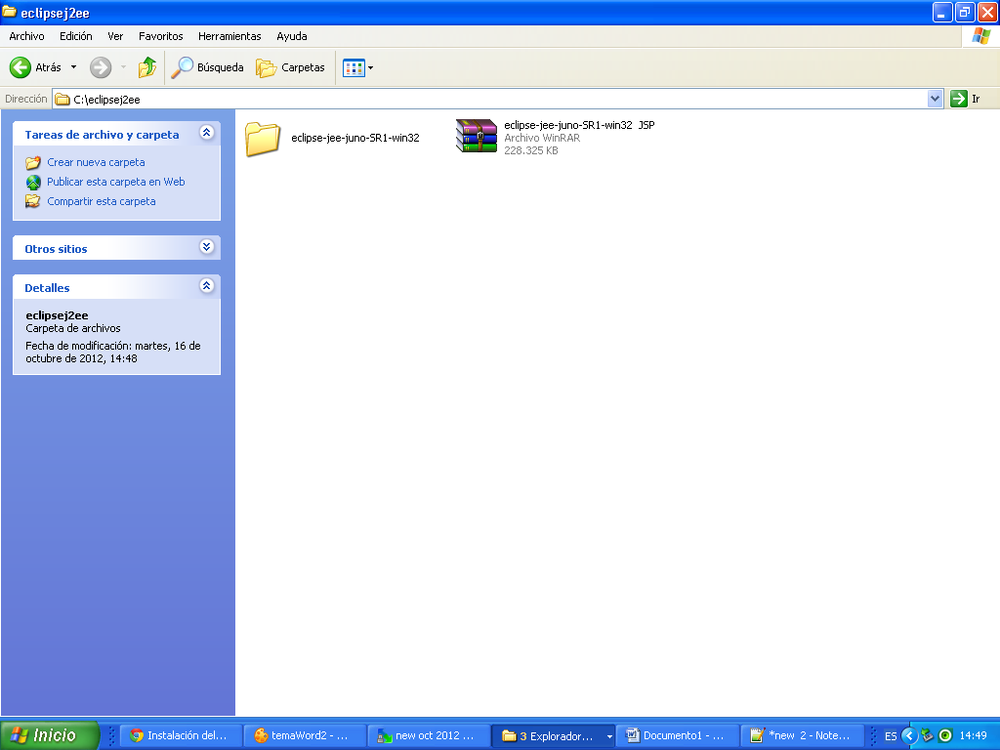 eclipsej2ee
Archivo Edición Ver Favoritos Herramientas Ayuda
Atrás Búsqueda Carpetas
Dirección C:\eclipsej2ee Ir
Tareas de archivo y carpeta
Crear nueva carpeta
Publicar esta carpeta en Web
Compartir esta carpeta
Otros sitios
Detalles
eclipsej2ee
Carpeta de archivos
Fecha de modificación: martes, 16 de
octubre de 2012, 14:48
eclipse-jee-juno-SR1-win32
eclipse-jee-juno-SR1-win32 JSP
Archivo WinRAR
228.325 KB
Inicio Instalación del... temaWord2 - ... new oct 2012 ... 3 Explorador... Documento1 - ... *new 2 - Note... ES 14:49